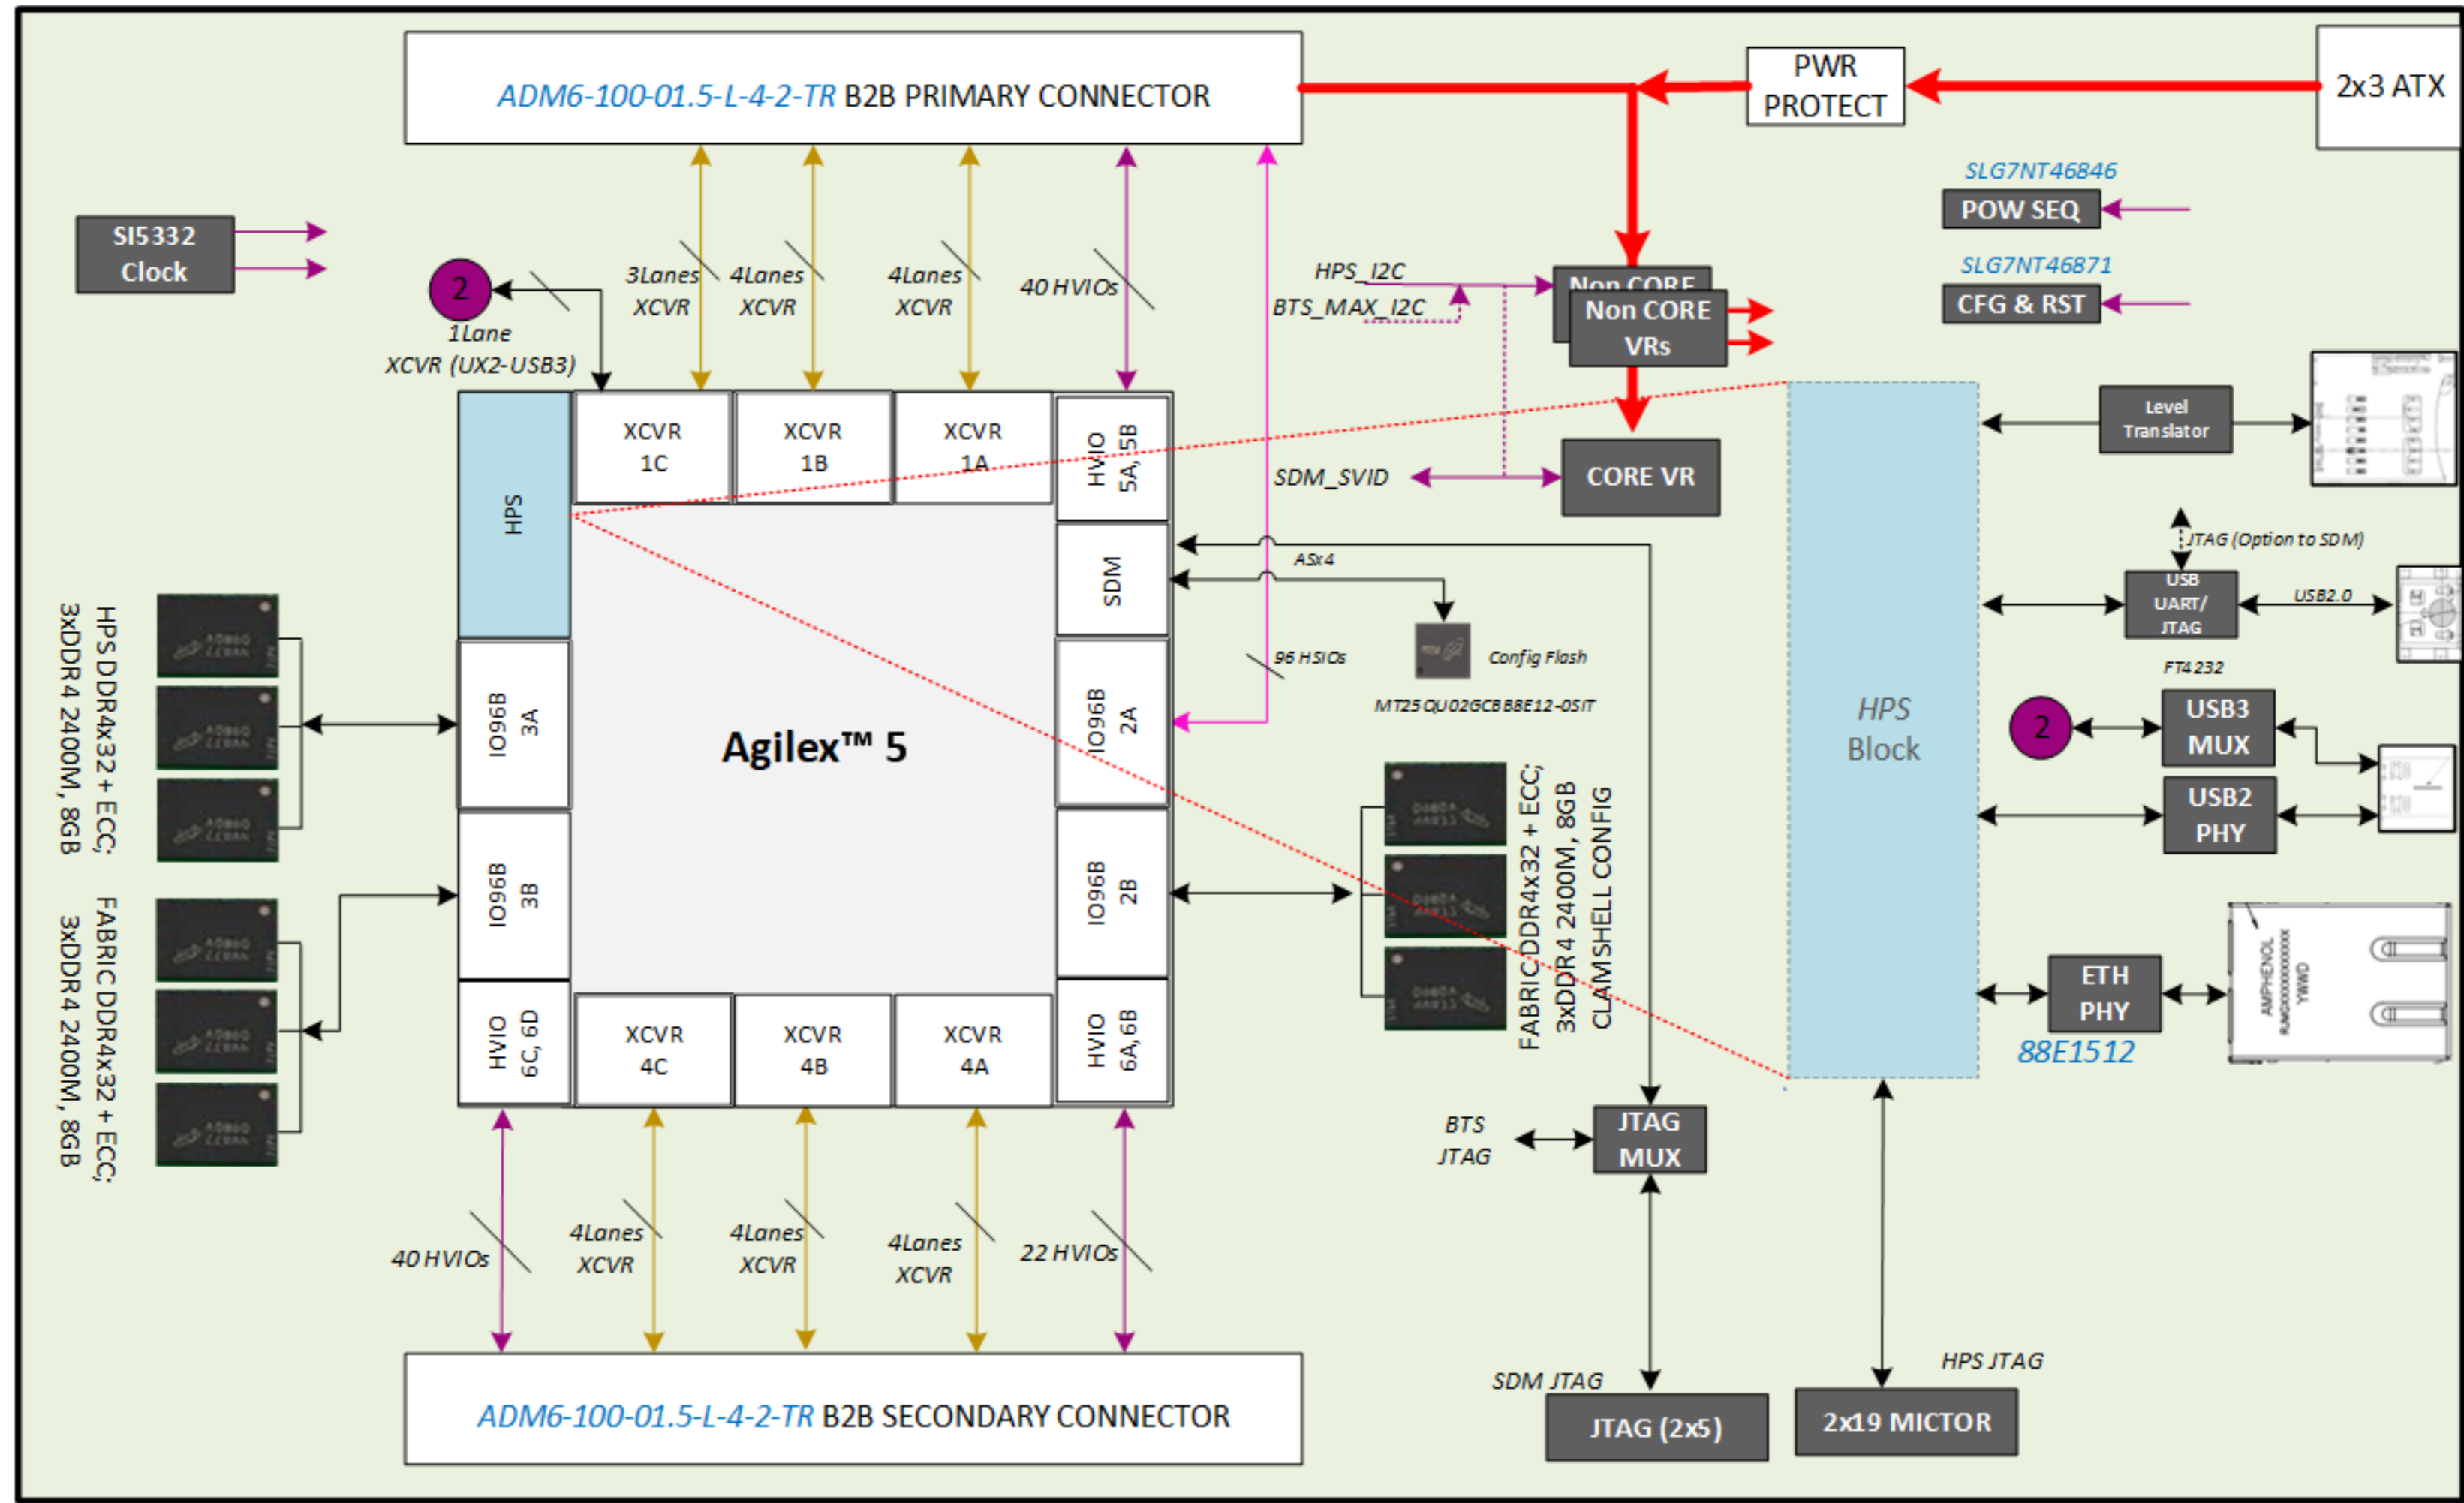 ADM6-100-01.5-L-4-2-TR B2B PRIMARY CONNECTOR
PWR
PROTECT
2x3 ATX
SLG7NT46846
POW SEQ
SLG7NT46871
CFG & RST
SI5332
Clock
2
1Lane
XCVR (UX2-USB3)
3Lanes
XCVR
4Lanes
XCVR
4Lanes
XCVR
40 HVIOs
HPS_I2C
BTS_MAX_I2C
Non CORE
Non CORE
VRs
SDM_SVID
CORE VR
HPS
XCVR
1C
XCVR
1B
XCVR
1A
HVIO
5A, 5B
SDM
IO96B
2A
IO96B
2B
HVIO
6A, 6B
XCVR
4A
XCVR
4B
XCVR
4C
HVIO
6C, 6D
IO96B
3B
IO96B
3A
Agilex™ 5
ASx4
96 HSIOs
Config Flash
MT25QU02GCBB8E12-0SIT
HPS DDR4x32 + ECC;
3xDDR4 2400M, 8GB
FABRIC DDR4x32 + ECC;
3xDDR4 2400M, 8GB
FABRIC DDR4x32 + ECC;
3xDDR4 2400M, 8GB
CLAMSHELL CONFIG
HPS
Block
Level
Translator
JTAG (Option to SDM)
USB
UART/
JTAG
USB2.0
FT4232
2
USB3
MUX
USB2
PHY
ETH
PHY
88E1512
AMPHENOL
YWWD
BTS
JTAG
JTAG
MUX
SDM JTAG
JTAG (2x5)
HPS JTAG
2x19 MICTOR
40 HVIOs
4Lanes
XCVR
4Lanes
XCVR
4Lanes
XCVR
22 HVIOs
ADM6-100-01.5-L-4-2-TR B2B SECONDARY CONNECTOR